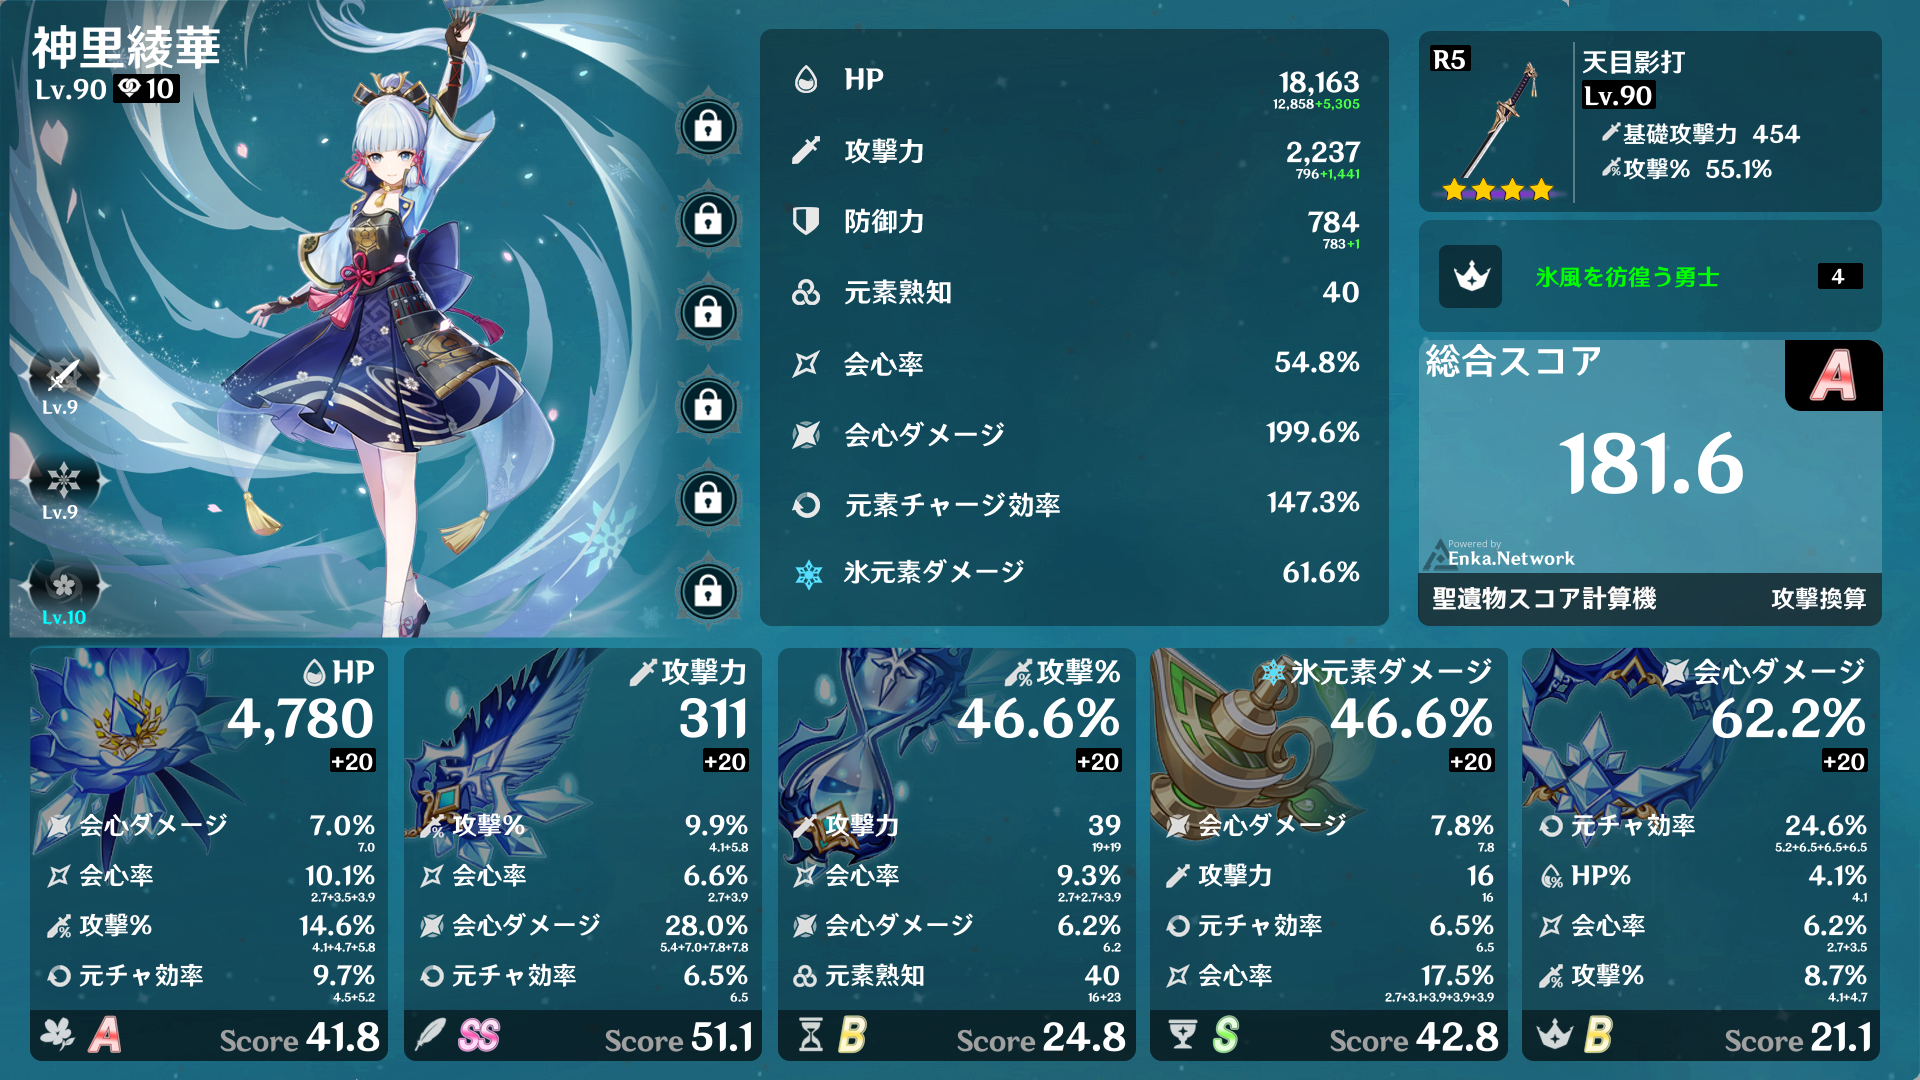 神里綾華
Lv.90 10
Lv.9
Lv.9
Lv.10
HP 18,163
12,858+5,305
攻撃力 2,237
796+1,441
防御力 784
783+1
元素熟知 40
会心率 54.8%
会心ダメージ 199.6%
元素チャージ効率 147.3%
氷元素ダメージ 61.6%
R5
天目影打
Lv.90
基礎攻撃力 454
攻撃% 55.1%
氷風を彷徨う勇士 4
総合スコア A
181.6
Powered by
Enka.Network
聖遺物スコア計算機 攻撃換算
HP
4,780
+20
会心ダメージ 7.0%
7.0
会心率 10.1%
2.7+3.5+3.9
攻撃% 14.6%
4.1+4.7+5.8
元チャ効率 9.7%
4.5+5.2
A Score 41.8
攻撃力
311
+20
攻撃% 9.9%
4.1+5.8
会心率 6.6%
2.7+3.9
会心ダメージ 28.0%
5.4+7.0+7.8+7.8
元チャ効率 6.5%
6.5
SS Score 51.1
攻撃%
46.6%
+20
攻撃力 39
19+19
会心率 9.3%
2.7+2.7+3.9
会心ダメージ 6.2%
6.2
元素熟知 40
16+23
B Score 24.8
氷元素ダメージ
46.6%
+20
会心ダメージ 7.8%
7.8
攻撃力 16
16
元チャ効率 6.5%
6.5
会心率 17.5%
2.7+3.1+3.9+3.9+3.9
S Score 42.8
会心ダメージ
62.2%
+20
元チャ効率 24.6%
5.2+6.5+6.5+6.5
HP% 4.1%
4.1
会心率 6.2%
2.7+3.5
攻撃% 8.7%
4.1+4.7
B Score 21.1